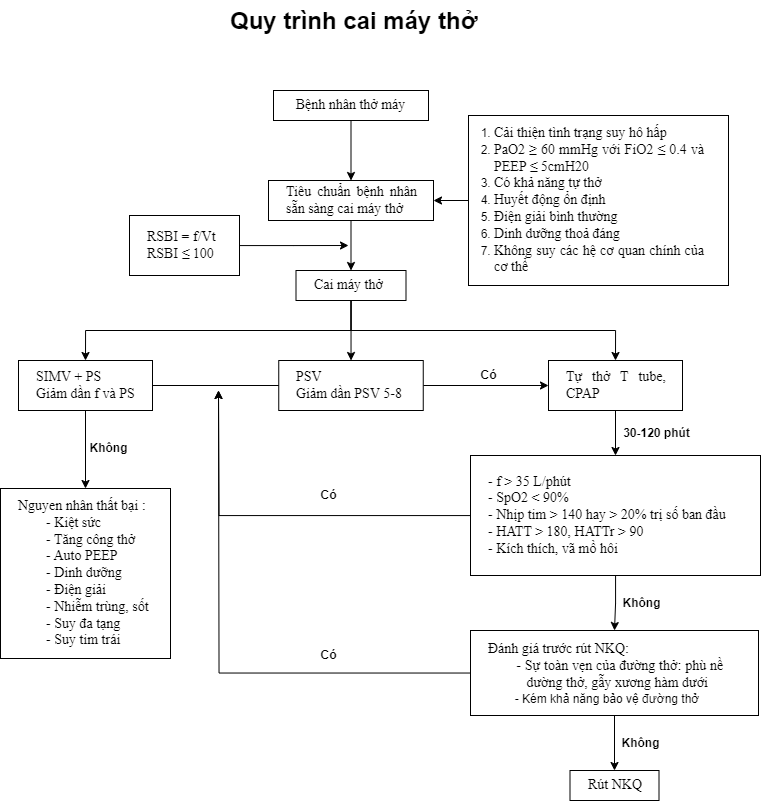 Quy trình cai máy thở
Bệnh nhân thở máy
1. Cải thiện tình trạng suy hô hấp
2. PaO2 ≥ 60 mmHg với FiO2 ≤ 0.4 và
PEEP ≤ 5cmH20
3. Có khả năng tự thở
4. Huyết động ổn định
5. Điện giải bình thường
6. Dinh dưỡng thoả đáng
7. Không suy các hệ cơ quan chính của
cơ thể
Tiêu chuẩn bệnh nhân
sẵn sàng cai máy thở
RSBI = f/Vt
RSBI ≤ 100
Cai máy thở
SIMV + PS
Giảm dần f và PS
PSV
Giảm dần PSV 5-8
Có
Tự thở T tube,
CPAP
Không
30-120 phút
Nguyen nhân thất bại :
- Kiệt sức
- Tăng công thở
- Auto PEEP
- Dinh dưỡng
- Điện giải
- Nhiễm trùng, sốt
- Suy đa tạng
- Suy tim trái
Có
- f > 35 L/phút
- SpO2 < 90%
- Nhịp tim > 140 hay > 20% trị số ban đầu
- HATT > 180, HATTr > 90
- Kích thích, vã mồ hôi
Không
Có
Đánh giá trước rút NKQ:
- Sự toàn vẹn của đường thở: phù nề
đường thở, gẫy xương hàm dưới
- Kém khả năng bảo vệ đường thở
Không
Rút NKQ